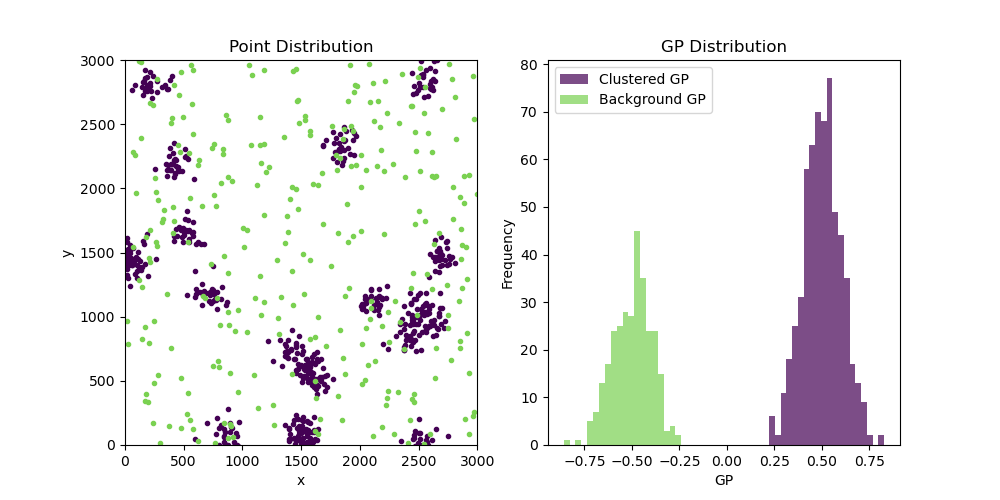 Point Distribution
3000
2500
2000
1500
1000
500
0
y
0 500 1000 1500 2000 2500 3000
x
GP Distribution
Clustered GP
Background GP
80
70
60
50
40
30
20
10
0
Frequency
−0.75 −0.50 −0.25 0.00 0.25 0.50 0.75
GP